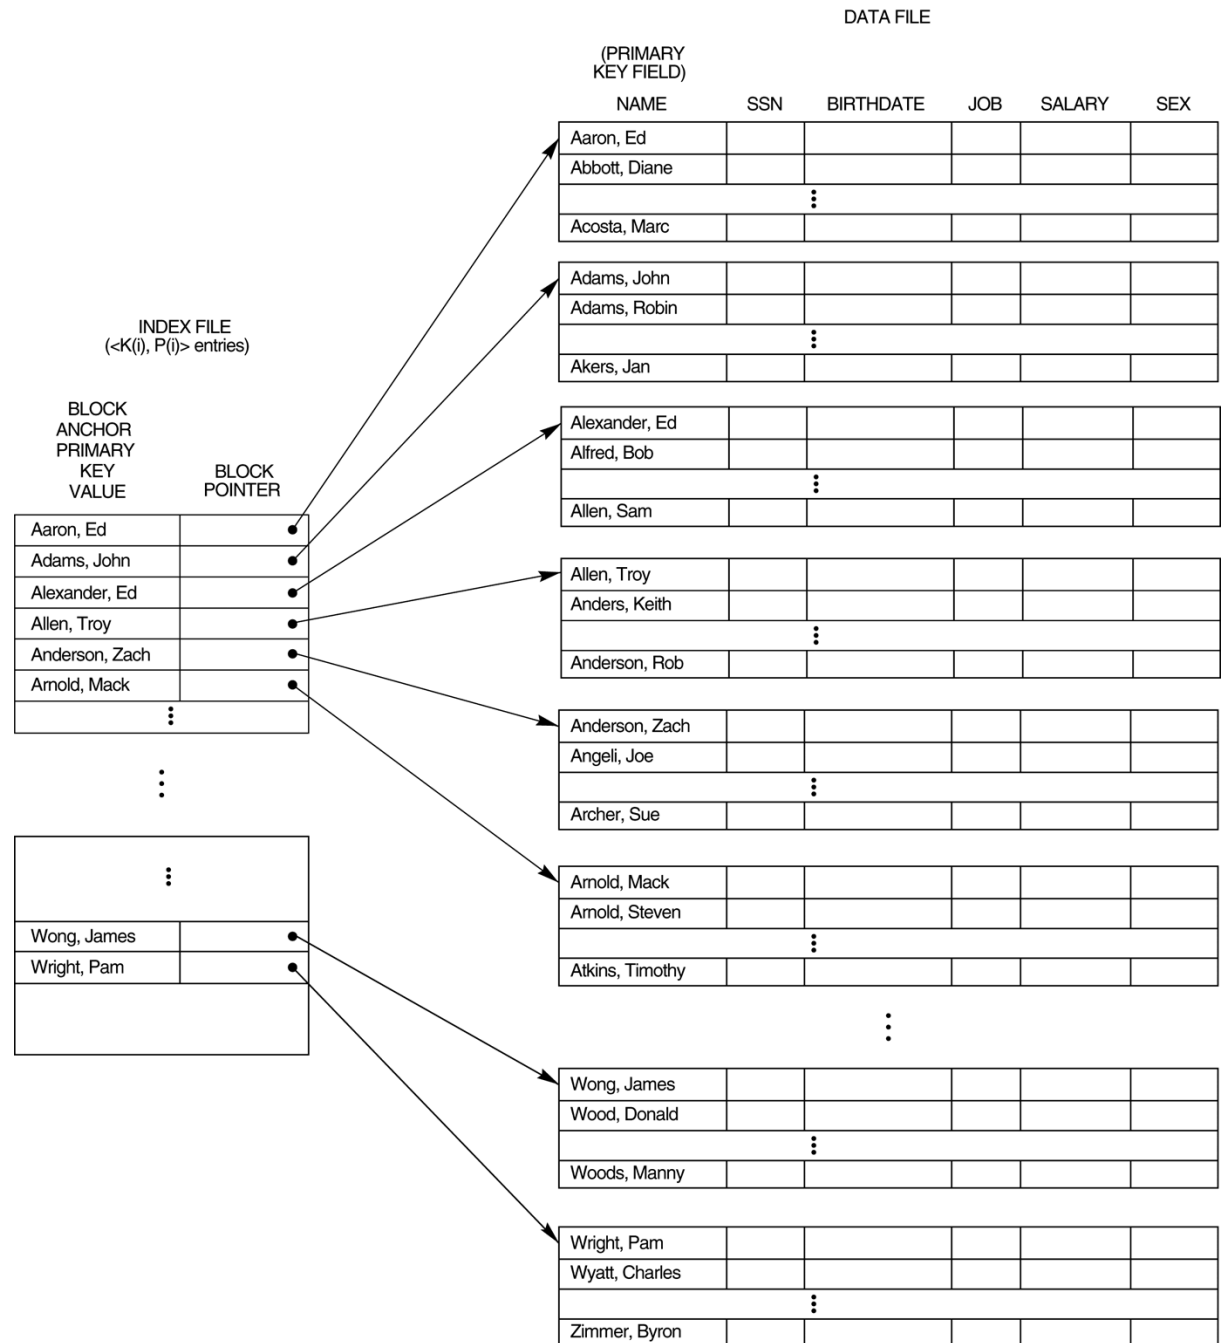 DATA FILE
(PRIMARY
KEY FIELD)
NAME SSN BIRTHDATE JOB SALARY SEX
Aaron, Ed
Abbott, Diane
Acosta, Marc
Adams, John
Adams, Robin
Akers, Jan
Alexander, Ed
Alfred, Bob
Allen, Sam
Allen, Troy
Anders, Keith
Anderson, Rob
Anderson, Zach
Angeli, Joe
Archer, Sue
Arnold, Mack
Arnold, Steven
Atkins, Timothy
Wong, James
Wood, Donald
Woods, Manny
Wright, Pam
Wyatt, Charles
Zimmer, Byron
INDEX FILE
(<K(i), P(i)> entries)
BLOCK
ANCHOR
PRIMARY
KEY
VALUE
BLOCK
POINTER
Aaron, Ed
Adams, John
Alexander, Ed
Allen, Troy
Anderson, Zach
Arnold, Mack
Wong, James
Wright, Pam